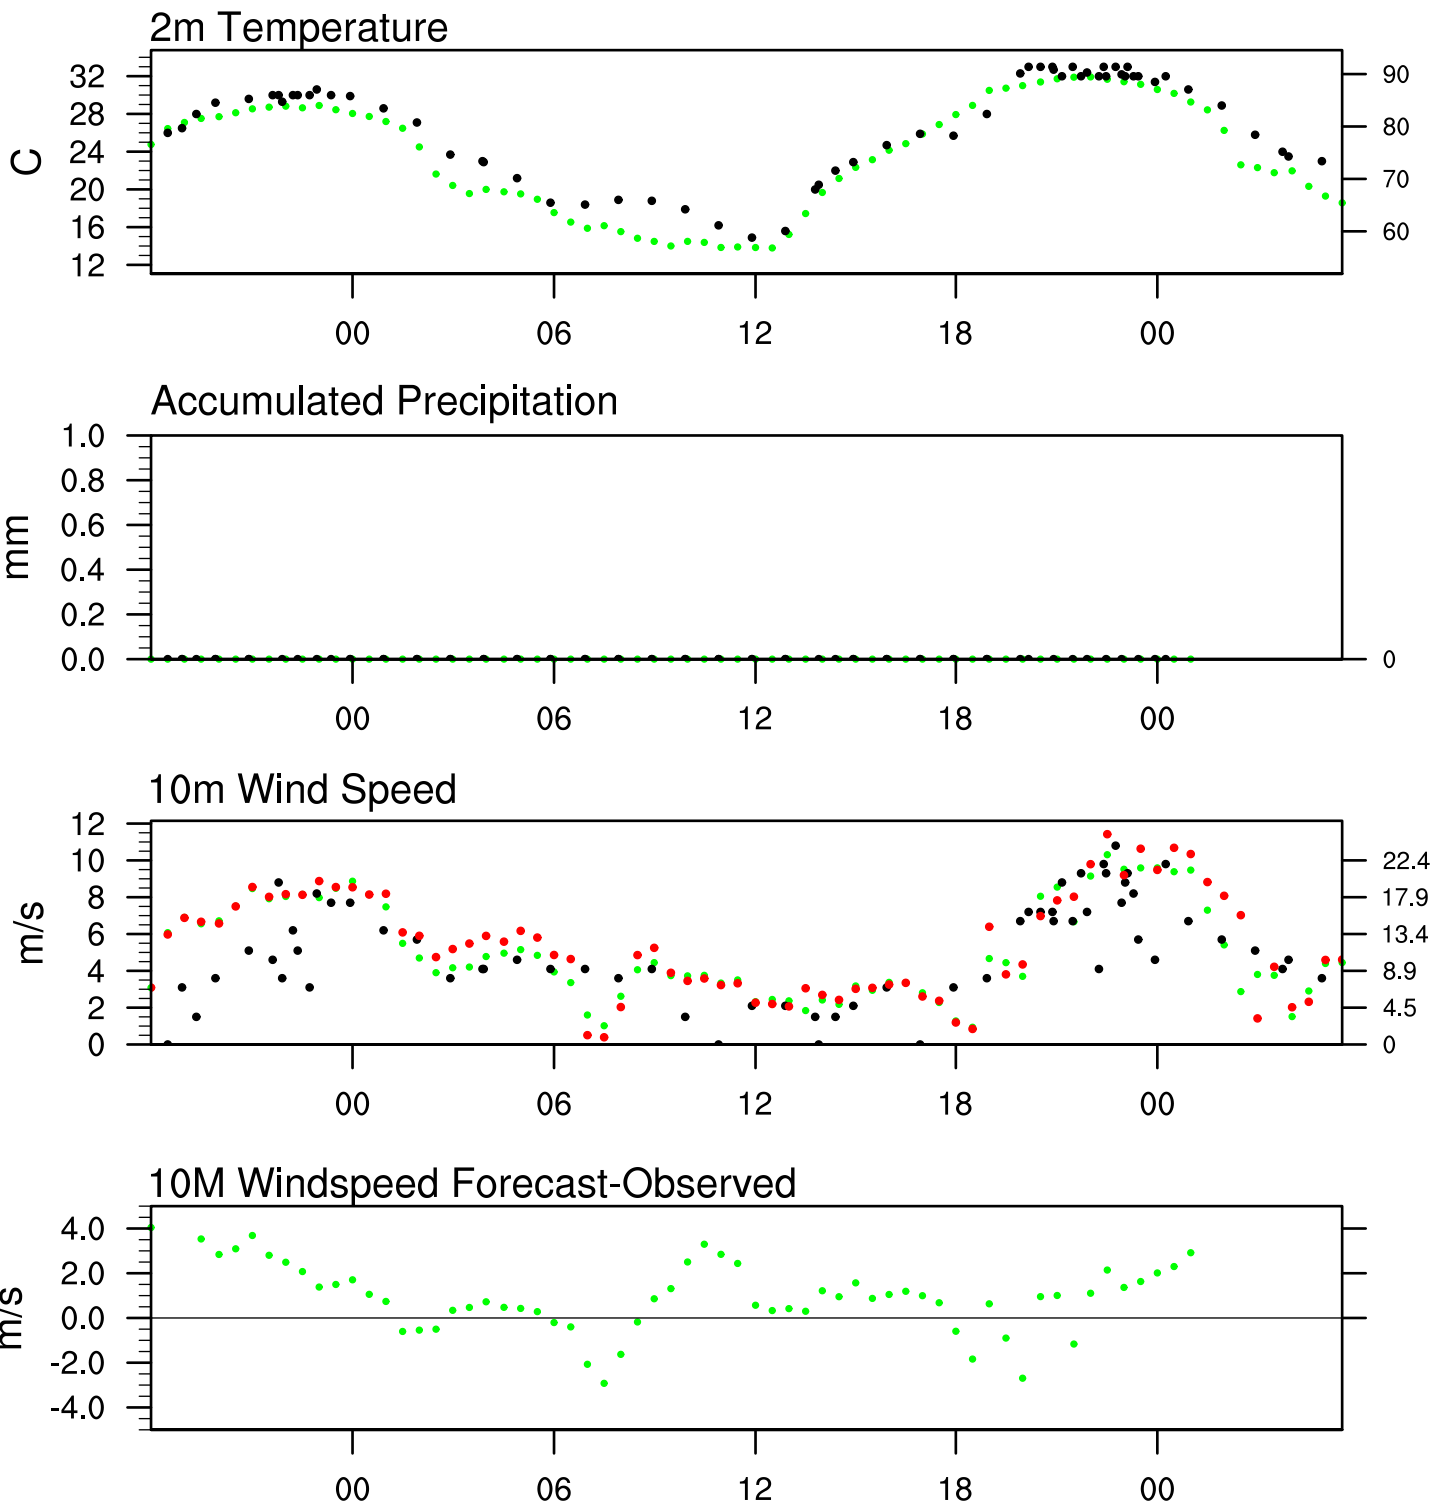 2m Temperature
C
32
28
24
20
16
12
90
80
70
60
00 06 12 18 00
Accumulated Precipitation
mm
1.0
0.8
0.6
0.4
0.2
0.0
0
00 06 12 18 00
10m Wind Speed
m/s
12
10
8
6
4
2
0
22.4
17.9
13.4
8.9
4.5
0
00 06 12 18 00
10M Windspeed Forecast-Observed
m/s
4.0
2.0
0.0
-2.0
-4.0
00 06 12 18 00